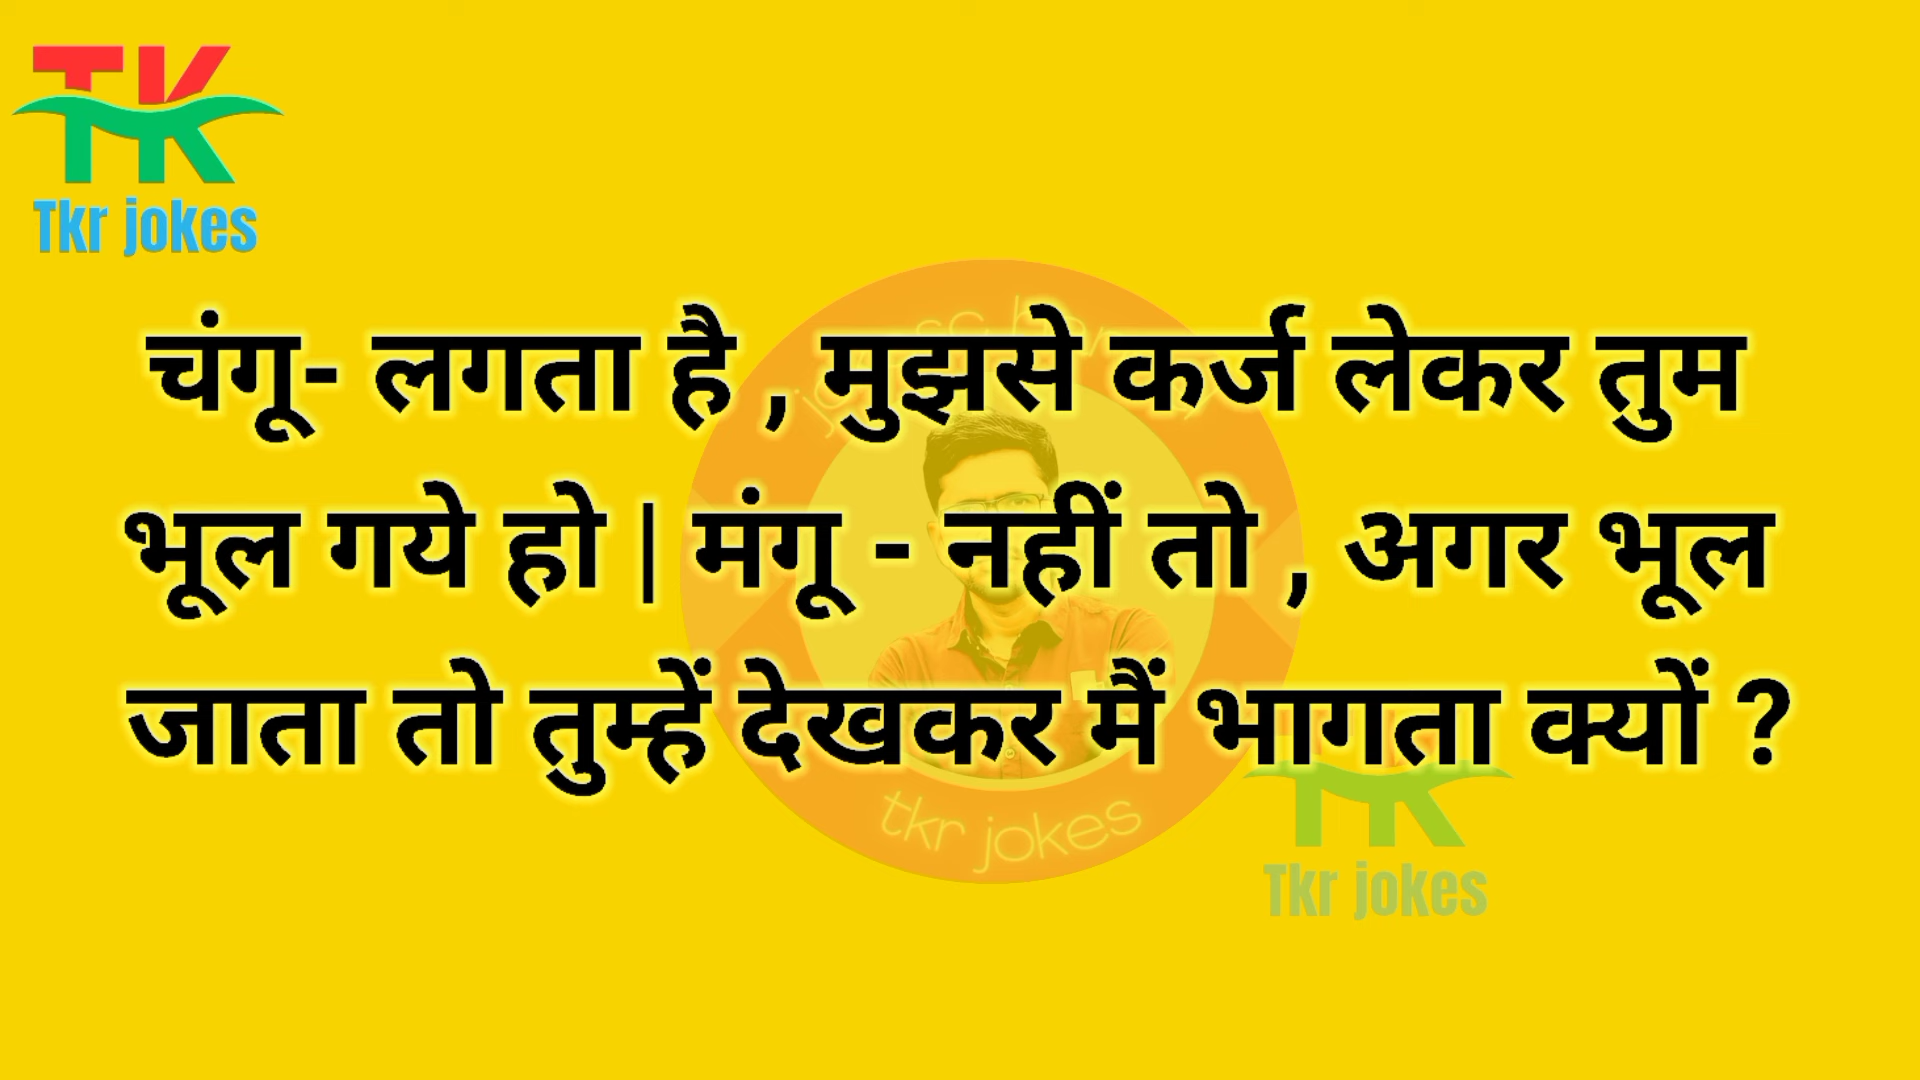 TK
Tkr jokes
चंगू- लगता है , मुझसे कर्ज लेकर तुम
भूल गये हो | मंगू - नहीं तो , अगर भूल
जाता तो तुम्हें देखकर मैं भागता क्यों ?
tkr jokes
TK
Tkr jokes